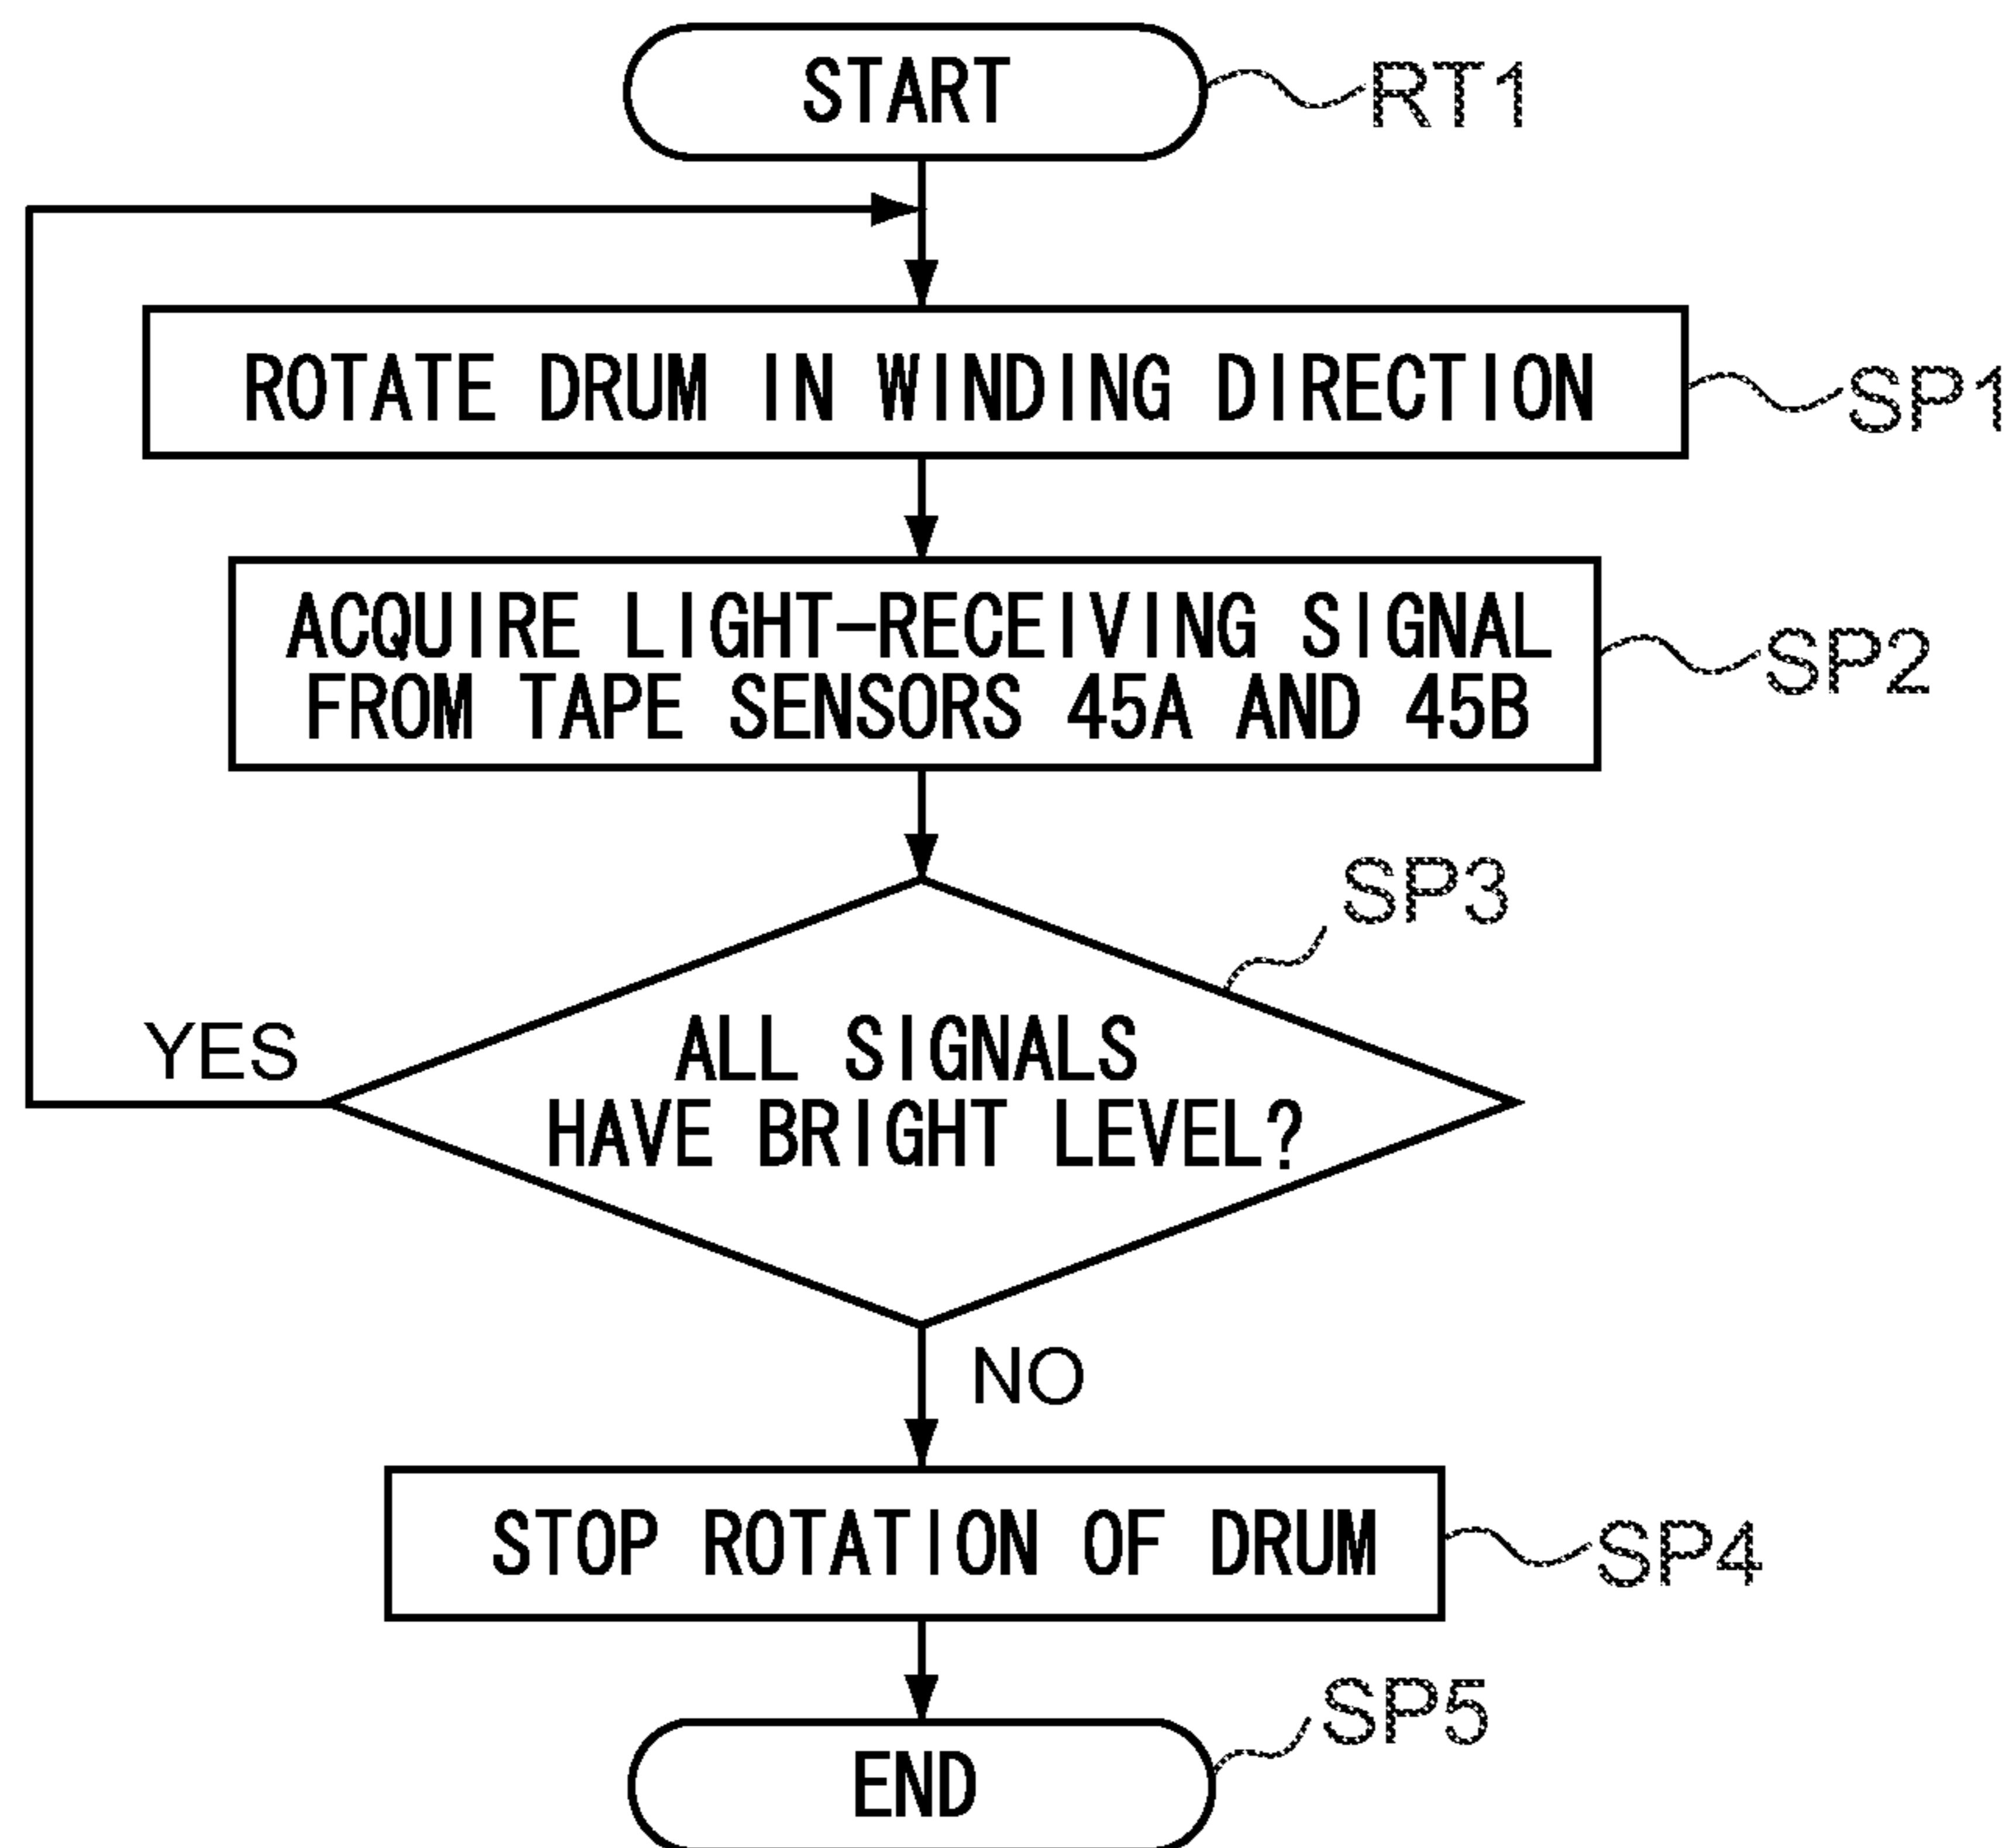 START
RT1
ROTATE DRUM IN WINDING DIRECTION
SP1
ACQUIRE LIGHT-RECEIVING SIGNAL
FROM TAPE SENSORS 45A AND 45B
SP2
SP3
ALL SIGNALS
HAVE BRIGHT LEVEL?
YES
NO
STOP ROTATION OF DRUM
SP4
SP5
END